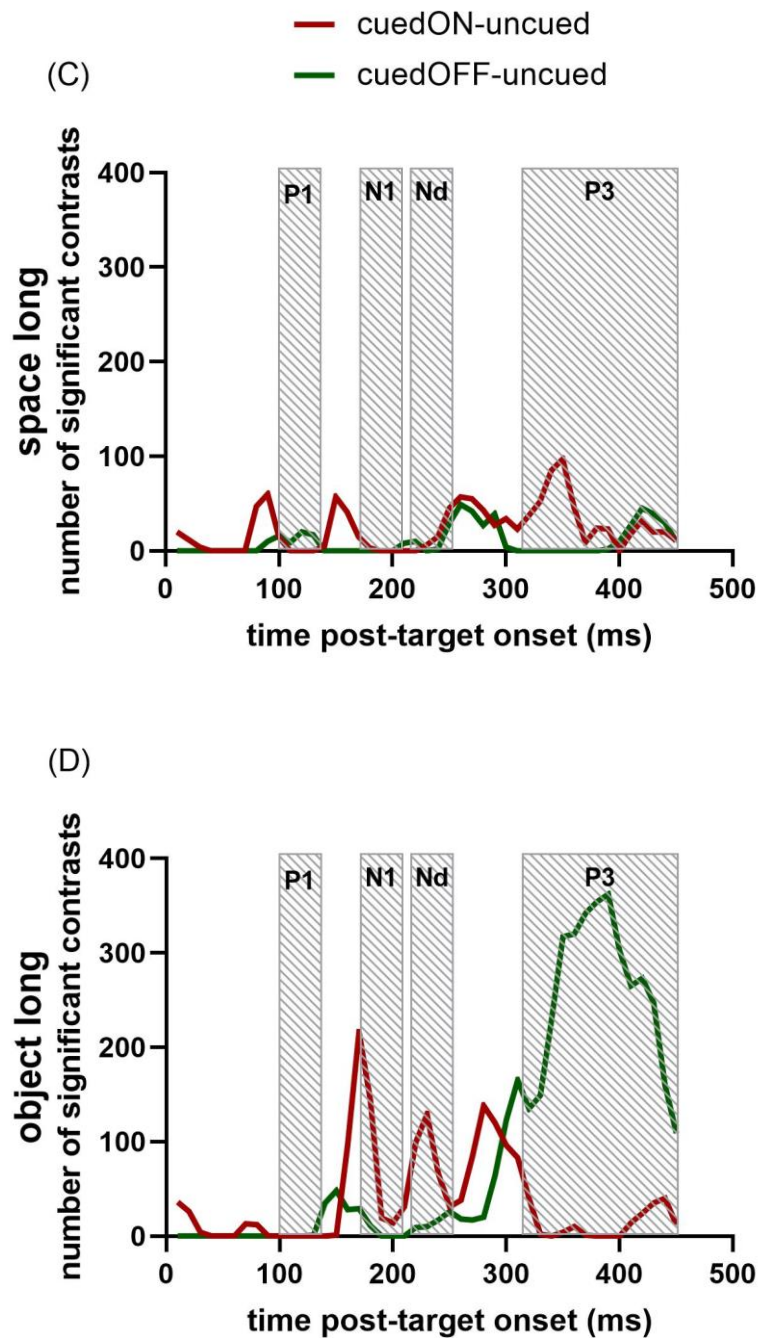 cuedON-uncued
cuedOFF-uncued
(C)
space long
number of significant contrasts
400
300
200
100
0
P1 N1 Nd P3
0 100 200 300 400 500
time post-target onset (ms)
(D)
object long
number of significant contrasts
400
300
200
100
0
P1 N1 Nd P3
0 100 200 300 400 500
time post-target onset (ms)